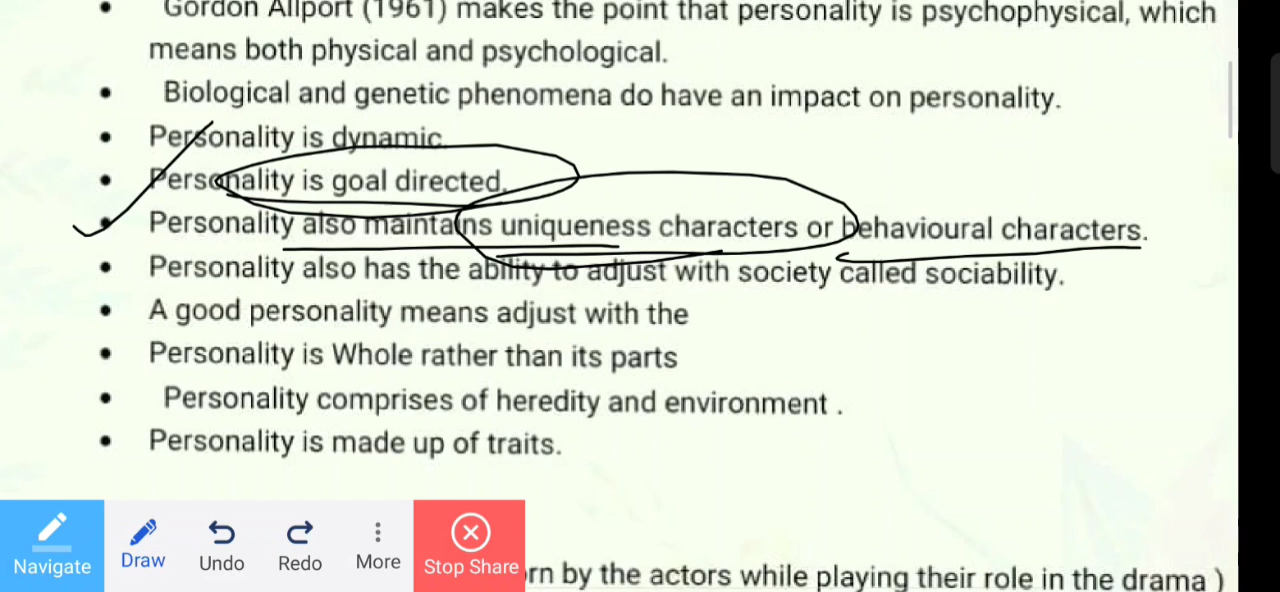 • Gordon Allport (1961) makes the point that personality is psychophysical, which
means both physical and psychological.
• Biological and genetic phenomena do have an impact on personality.
• Personality is dynamic.
• Personality is goal directed.
• Personality also maintains uniqueness characters or behavioural characters.
• Personality also has the ability to adjust with society called sociability.
• A good personality means adjust with the
• Personality is Whole rather than its parts
• Personality comprises of heredity and environment .
• Personality is made up of traits.
by the actors while playing their role in the drama )
Navigate Draw Undo Redo More Stop Share